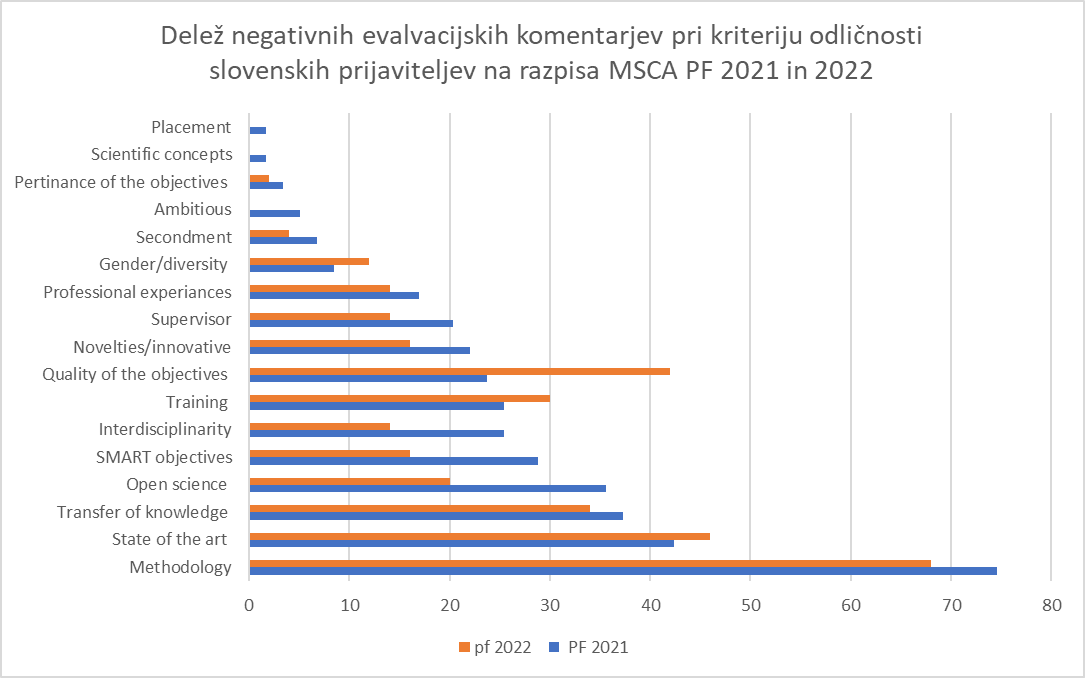 Delež negativnih evalvacijskih komentarjev pri kriteriju odličnosti
slovenskih prijaviteljev na razpisa MSCA PF 2021 in 2022
Placement
Scientific concepts
Pertinance of the objectives
Ambitious
Secondment
Gender/diversity
Professional experiances
Supervisor
Novelties/innovative
Quality of the objectives
Training
Interdisciplinarity
SMART objectives
Open science
Transfer of knowledge
State of the art
Methodology
0 10 20 30 40 50 60 70 80
pf 2022 PF 2021